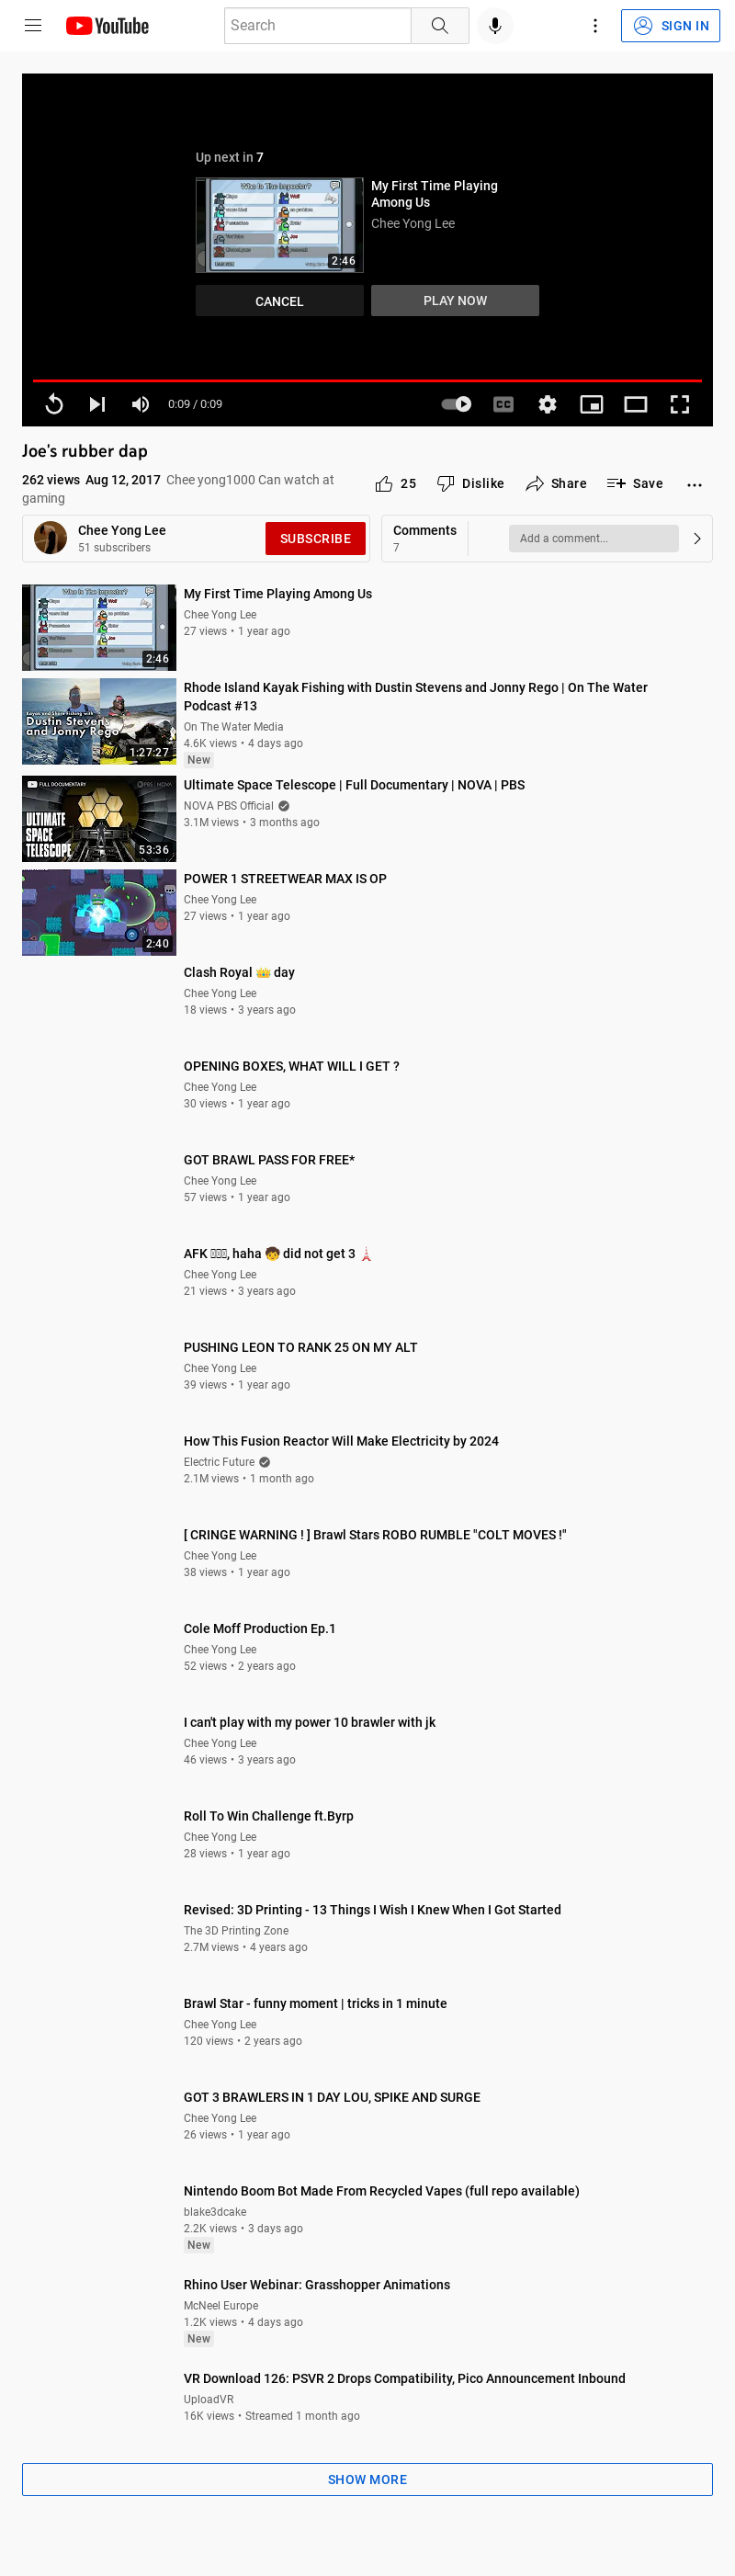 YouTube
Search
SIGN IN
Up next in 7
Who Is The Impostor?
2:46
My First Time Playing
Among Us
Chee Yong Lee
CANCEL
PLAY NOW
0:09 / 0:09
CC
Joe's rubber dap
262 views Aug 12, 2017 Chee yong1000 Can watch at
gaming
25
Dislike
Share
Save
Chee Yong Lee
51 subscribers
SUBSCRIBE
Comments
7
Add a comment...
Who Is The Impostor?
2:46
My First Time Playing Among Us
Chee Yong Lee
27 views • 1 year ago
Kayak and Shore Fishing with
Dustin Stevens
and Jonny Rego
1:27:27
Rhode Island Kayak Fishing with Dustin Stevens and Jonny Rego | On The Water
Podcast #13
On The Water Media
4.6K views • 4 days ago
New
FULL DOCUMENTARY
PBS NOVA
ULTIMATE
SPACE
TELESCOPE
53:36
Ultimate Space Telescope | Full Documentary | NOVA | PBS
NOVA PBS Official
3.1M views • 3 months ago
2:40
POWER 1 STREETWEAR MAX IS OP
Chee Yong Lee
27 views • 1 year ago
Clash Royal 👑 day
Chee Yong Lee
18 views • 3 years ago
OPENING BOXES, WHAT WILL I GET ?
Chee Yong Lee
30 views • 1 year ago
GOT BRAWL PASS FOR FREE*
Chee Yong Lee
57 views • 1 year ago
AFK , haha 🧒 did not get 3 🗼
Chee Yong Lee
21 views • 3 years ago
PUSHING LEON TO RANK 25 ON MY ALT
Chee Yong Lee
39 views • 1 year ago
How This Fusion Reactor Will Make Electricity by 2024
Electric Future
2.1M views • 1 month ago
[ CRINGE WARNING ! ] Brawl Stars ROBO RUMBLE "COLT MOVES !"
Chee Yong Lee
38 views • 1 year ago
Cole Moff Production Ep.1
Chee Yong Lee
52 views • 2 years ago
I can't play with my power 10 brawler with jk
Chee Yong Lee
46 views • 3 years ago
Roll To Win Challenge ft.Byrp
Chee Yong Lee
28 views • 1 year ago
Revised: 3D Printing - 13 Things I Wish I Knew When I Got Started
The 3D Printing Zone
2.7M views • 4 years ago
Brawl Star - funny moment | tricks in 1 minute
Chee Yong Lee
120 views • 2 years ago
GOT 3 BRAWLERS IN 1 DAY LOU, SPIKE AND SURGE
Chee Yong Lee
26 views • 1 year ago
Nintendo Boom Bot Made From Recycled Vapes (full repo available)
blake3dcake
2.2K views • 3 days ago
New
Rhino User Webinar: Grasshopper Animations
McNeel Europe
1.2K views • 4 days ago
New
VR Download 126: PSVR 2 Drops Compatibility, Pico Announcement Inbound
UploadVR
16K views • Streamed 1 month ago
SHOW MORE